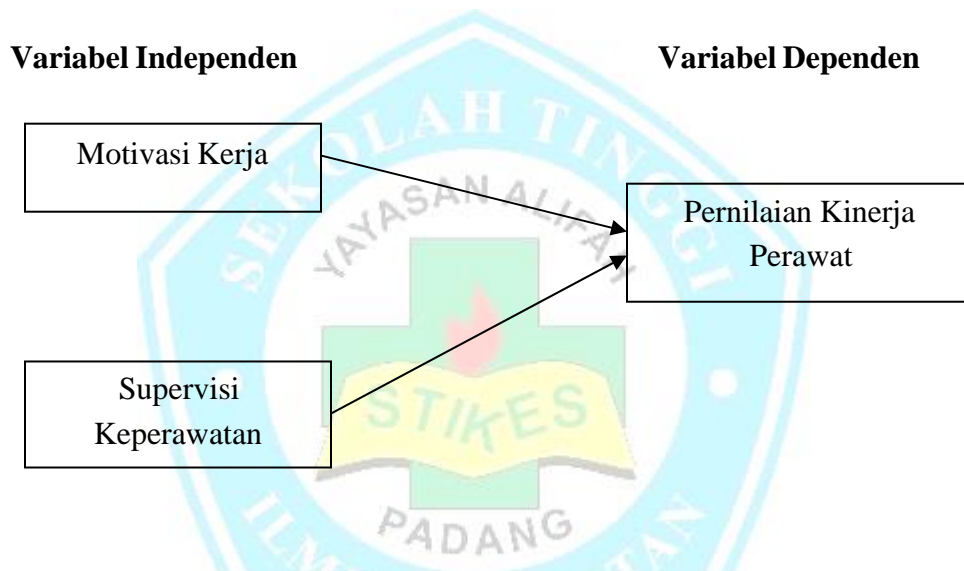 Variabel Independen
Variabel Dependen
Motivasi Kerja
Pernilaian Kinerja
Perawat
Supervisi
Keperawatan
SEKOLAH TINGGI
YAYASAN ALIFAH
STIKES
PADANG